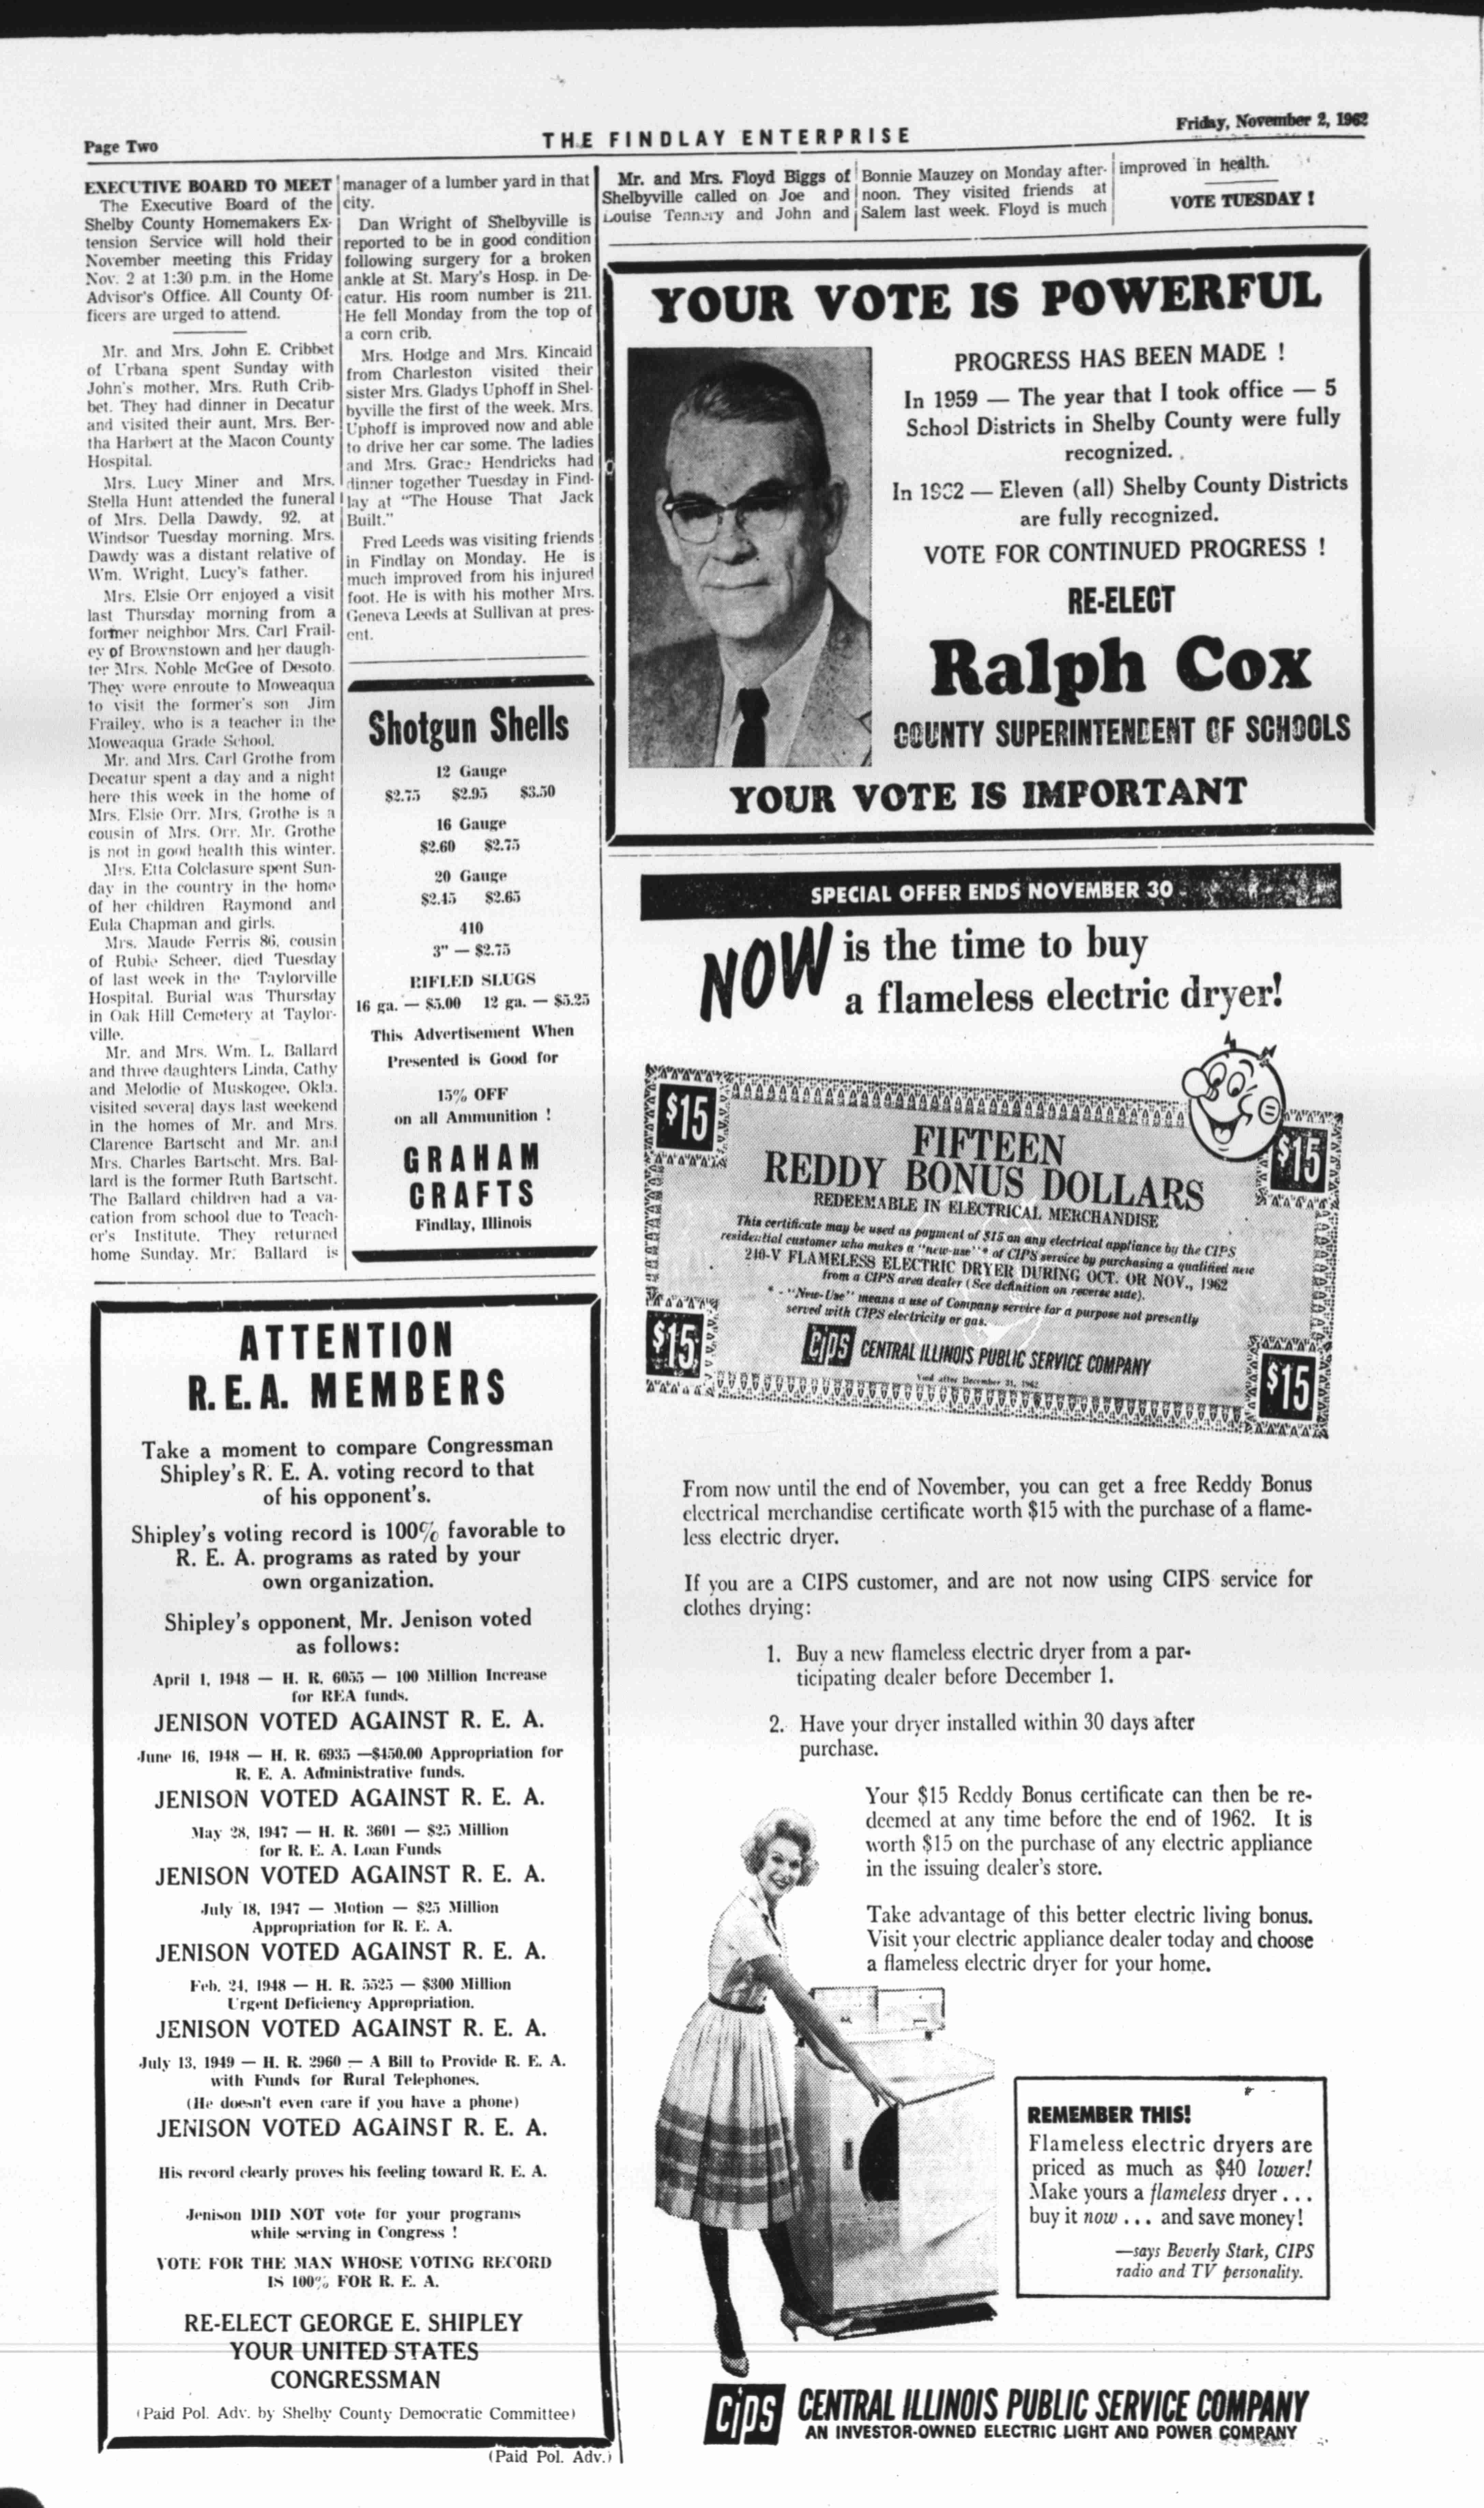 Page Two
THE FINDLAY ENTERPRISE
Friday, November 2, 1962
EXECUTIVE BOARD TO MEET
The Executive Board of the
Shelby County Homemakers Ex-
tension Service will hold their
November meeting this Friday
Nov. 2 at 1:30 p.m. in the Home
Advisor's Office. All County Of-
ficers are urged to attend.
Mr. and Mrs. John E. Cribbet
of Urbana spent Sunday with
John's mother, Mrs. Ruth Crib-
bet. They had dinner in Decatur
and visited their aunt, Mrs. Ber-
tha Harbert at the Macon County
Hospital.
Mrs. Lucy Miner and Mrs.
Stella Hunt attended the funeral
of Mrs. Della Dawdy, 92, at
Windsor Tuesday morning. Mrs.
Dawdy was a distant relative of
Wm. Wright, Lucy's father.
Mrs. Elsie Orr enjoyed a visit
last Thursday morning from a
former neighbor Mrs. Carl Frail-
ey of Brownstown and her daugh-
ter Mrs. Noble McGee of Desoto.
They were enroute to Moweaqua
to visit the former's son Jim
Frailey, who is a teacher in the
Moweaqua Grade School.
Mr. and Mrs. Carl Grothe from
Decatur spent a day and a night
here this week in the home of
Mrs. Elsie Orr. Mrs. Grothe is a
cousin of Mrs. Orr. Mr. Grothe
is not in good health this winter.
Mrs. Etta Colclasure spent Sun-
day in the country in the home
of her children Raymond and
Eula Chapman and girls.
Mrs. Maude Ferris 86, cousin
of Rubie Scheer, died Tuesday
of last week in the Taylorville
Hospital. Burial was Thursday
in Oak Hill Cemetery at Taylor-
ville.
Mr. and Mrs. Wm. L. Ballard
and three daughters Linda, Cathy
and Melodie of Muskogee, Okla.
visited several days last weekend
in the homes of Mr. and Mrs.
Clarence Bartscht and Mr. and
Mrs. Charles Bartscht. Mrs. Bal-
lard is the former Ruth Bartscht.
The Ballard children had a va-
cation from school due to Teach-
er's Institute. They returned
home Sunday. Mr. Ballard is
manager of a lumber yard in that
city.
Dan Wright of Shelbyville is
reported to be in good condition
following surgery for a broken
ankle at St. Mary's Hosp. in De-
catur. His room number is 211.
He fell Monday from the top of
a corn crib.
Mrs. Hodge and Mrs. Kincaid
from Charleston visited their
sister Mrs. Gladys Uphoff in Shel-
byville the first of the week. Mrs.
Uphoff is improved now and able
to drive her car some. The ladies
and Mrs. Grace Hendricks had
dinner together Tuesday in Find-
lay at "The House That Jack
Built."
Fred Leeds was visiting friends
in Findlay on Monday. He is
much improved from his injured
foot. He is with his mother Mrs.
Geneva Leeds at Sullivan at pres-
ent.
Shotgun Shells
12 Gauge
$2.75 $2.95 $3.50
16 Gauge
$2.60 $2.75
20 Gauge
$2.45 $2.65
410
3" — $2.75
RIFLED SLUGS
16 ga. — $5.00 12 ga. — $5.25
This Advertisement When
Presented is Good for
15% OFF
on all Ammunition !
GRAHAM
CRAFTS
Findlay, Illinois
Mr. and Mrs. Floyd Biggs of
Shelbyville called on Joe and
Louise Tennery and John and
Bonnie Mauzey on Monday after-
noon. They visited friends at
Salem last week. Floyd is much
improved in health.
VOTE TUESDAY !
YOUR VOTE IS POWERFUL
PROGRESS HAS BEEN MADE !
In 1959 — The year that I took office — 5
School Districts in Shelby County were fully
recognized.
In 1962 — Eleven (all) Shelby County Districts
are fully recognized.
VOTE FOR CONTINUED PROGRESS !
RE-ELECT
Ralph Cox
COUNTY SUPERINTENDENT OF SCHOOLS
YOUR VOTE IS IMPORTANT
ATTENTION
R. E. A. MEMBERS
Take a moment to compare Congressman
Shipley's R. E. A. voting record to that
of his opponent's.
Shipley's voting record is 100% favorable to
R. E. A. programs as rated by your
own organization.
Shipley's opponent, Mr. Jenison voted
as follows:
April 1, 1948 — H. R. 6055 — 100 Million Increase
for REA funds.
JENISON VOTED AGAINST R. E. A.
June 16, 1948 — H. R. 6935 —$450.00 Appropriation for
R. E. A. Administrative funds.
JENISON VOTED AGAINST R. E. A.
May 28, 1947 — H. R. 3601 — $25 Million
for R. E. A. Loan Funds
JENISON VOTED AGAINST R. E. A.
July 18, 1947 — Motion — $25 Million
Appropriation for R. E. A.
JENISON VOTED AGAINST R. E. A.
Feb. 24, 1948 — H. R. 5525 — $300 Million
Urgent Deficiency Appropriation.
JENISON VOTED AGAINST R. E. A.
July 13, 1949 — H. R. 2960 — A Bill to Provide R. E. A.
with Funds for Rural Telephones.
(He doesn't even care if you have a phone)
JENISON VOTED AGAINST R. E. A.
His record clearly proves his feeling toward R. E. A.
Jenison DID NOT vote for your programs
while serving in Congress !
VOTE FOR THE MAN WHOSE VOTING RECORD
IS 100% FOR R. E. A.
RE-ELECT GEORGE E. SHIPLEY
YOUR UNITED STATES
CONGRESSMAN
(Paid Pol. Adv. by Shelby County Democratic Committee)
(Paid Pol. Adv.)
SPECIAL OFFER ENDS NOVEMBER 30
NOW is the time to buy
a flameless electric dryer!
$15
$15
FIFTEEN
REDDY BONUS DOLLARS
REDEEMABLE IN ELECTRICAL MERCHANDISE
This certificate may be used as payment of $15 on any electrical appliance by the CIPS
residential customer who makes a "new-use"* of CIPS service by purchasing a qualified new
240-V FLAMELESS ELECTRIC DRYER DURING OCT. OR NOV., 1962
from a CIPS area dealer (See definition on reverse side).
* - "New-Use" means a use of Company service for a purpose not presently
served with CIPS electricity or gas.
$15
CIPS CENTRAL ILLINOIS PUBLIC SERVICE COMPANY
Void after December 31, 1962
$15
From now until the end of November, you can get a free Reddy Bonus
electrical merchandise certificate worth $15 with the purchase of a flame-
less electric dryer.
If you are a CIPS customer, and are not now using CIPS service for
clothes drying:
1. Buy a new flameless electric dryer from a par-
ticipating dealer before December 1.
2. Have your dryer installed within 30 days after
purchase.
Your $15 Reddy Bonus certificate can then be re-
deemed at any time before the end of 1962. It is
worth $15 on the purchase of any electric appliance
in the issuing dealer's store.
Take advantage of this better electric living bonus.
Visit your electric appliance dealer today and choose
a flameless electric dryer for your home.
REMEMBER THIS!
Flameless electric dryers are
priced as much as $40 lower!
Make yours a flameless dryer . . .
buy it now . . . and save money!
—says Beverly Stark, CIPS
radio and TV personality.
CIPS CENTRAL ILLINOIS PUBLIC SERVICE COMPANY
AN INVESTOR-OWNED ELECTRIC LIGHT AND POWER COMPANY